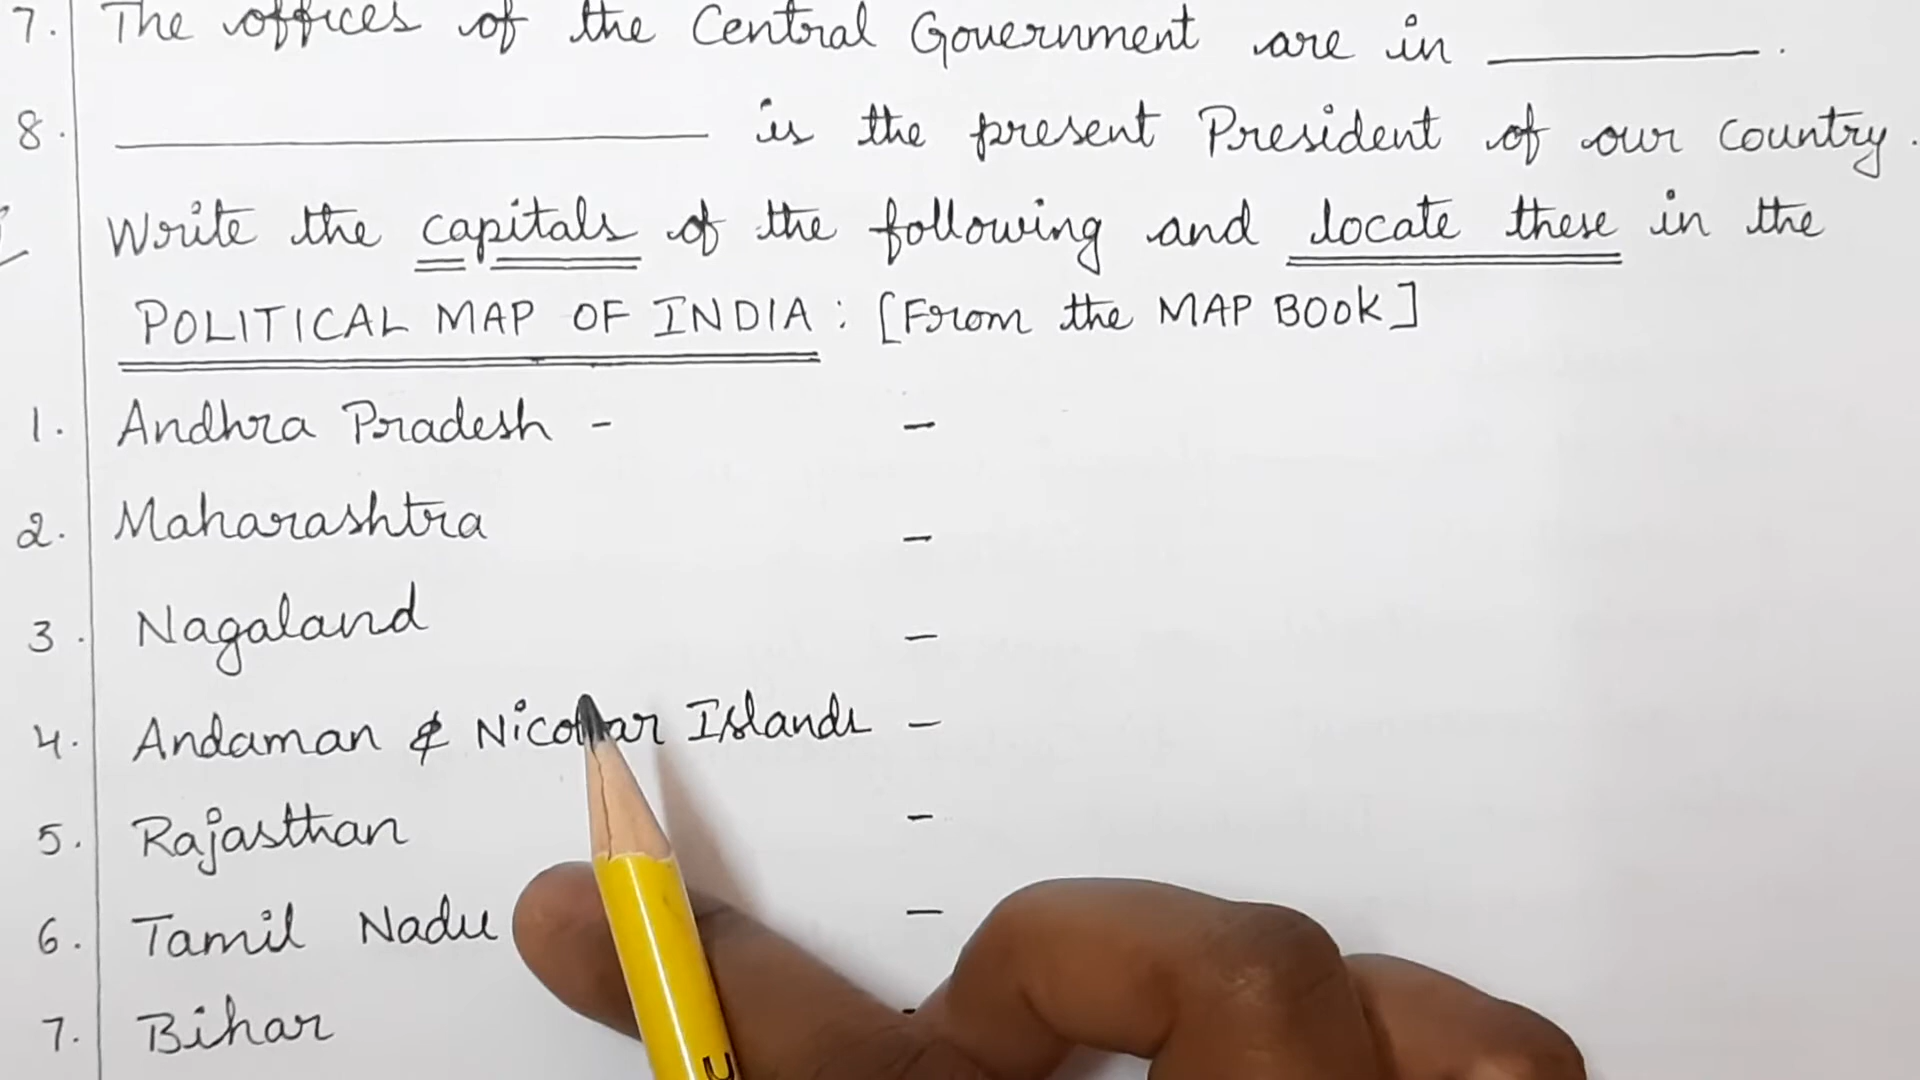 7. The offices of the Central Government are in ________.
8. ________ is the present President of our country.
Write the capitals of the following and locate these in the
POLITICAL MAP OF INDIA : [From the MAP BOOK]
1. Andhra Pradesh - -
2. Maharashtra -
3. Nagaland -
4. Andaman & Nicobar Islands -
5. Rajasthan -
6. Tamil Nadu -
7. Bihar -